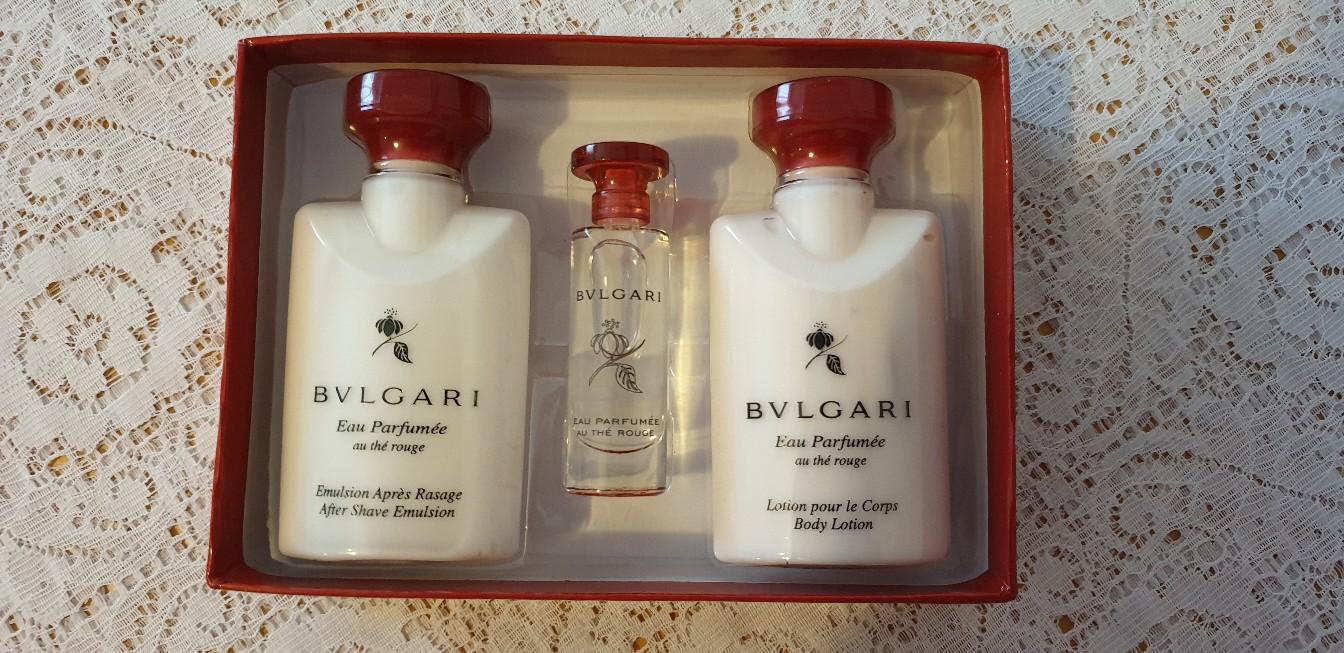 BVLGARI
Eau Parfumée
au thé rouge
Emulsion Après Rasage
After Shave Emulsion
BVLGARI
EAU PARFUMÉE
AU THÉ ROUGE
BVLGARI
Eau Parfumée
au thé rouge
Lotion pour le Corps
Body Lotion